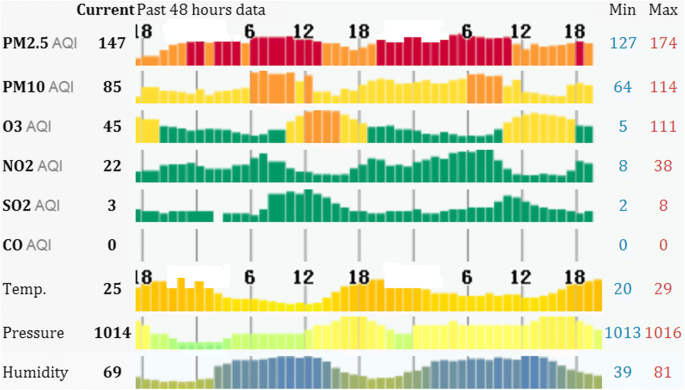 Current Past 48 hours data Min Max
18 6 12 18 6 12 18
PM2.5 AQI 147 127 174
PM10 AQI 85 64 114
O3 AQI 45 5 111
NO2 AQI 22 8 38
SO2 AQI 3 2 8
CO AQI 0 0 0
18 6 12 18 6 12 18
Temp. 25 20 29
Pressure 1014 1013 1016
Humidity 69 39 81